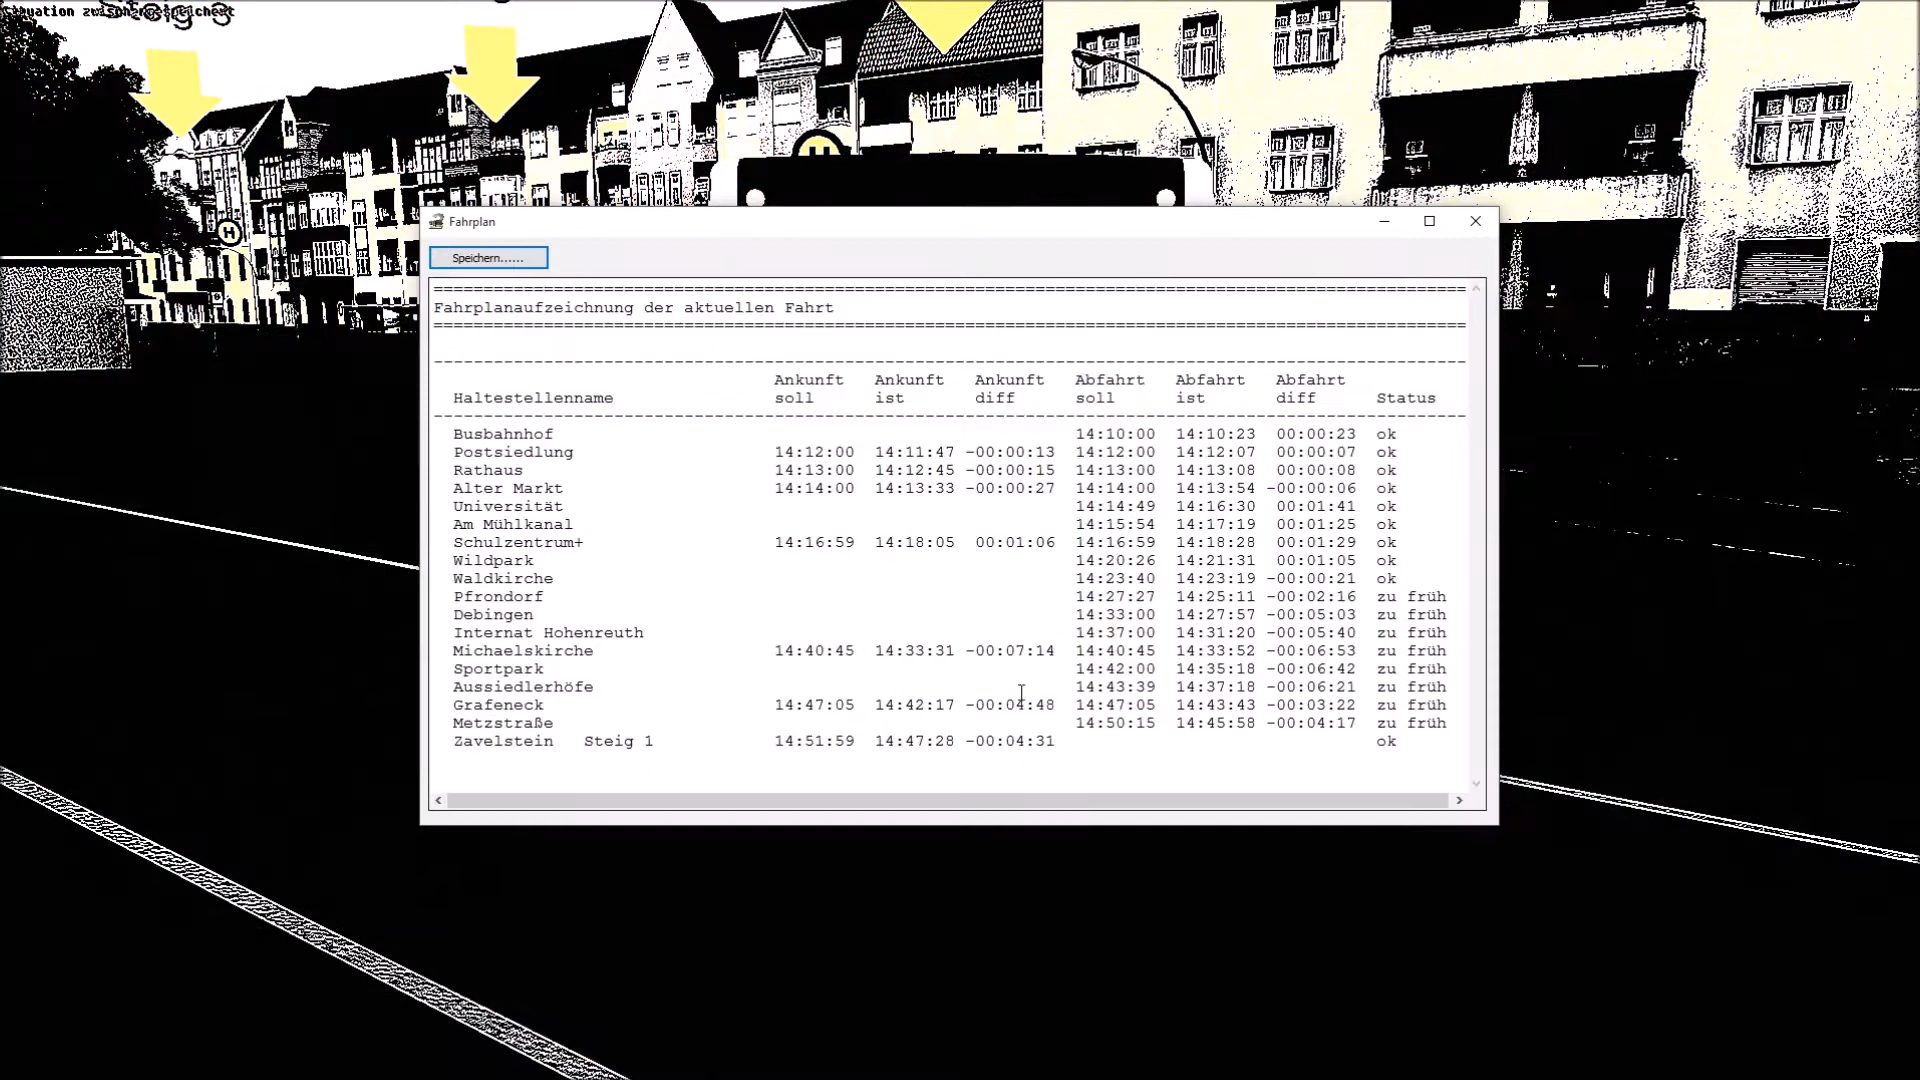 Situation zwischengespeichert
H
H
Fahrplan
Speichern......
Fahrplanaufzeichnung der aktuellen Fahrt
Ankunft Ankunft Ankunft Abfahrt Abfahrt Abfahrt
Haltestellenname soll ist diff soll ist diff Status
Busbahnhof 14:10:00 14:10:23 00:00:23 ok
Postsiedlung 14:12:00 14:11:47 -00:00:13 14:12:00 14:12:07 00:00:07 ok
Rathaus 14:13:00 14:12:45 -00:00:15 14:13:00 14:13:08 00:00:08 ok
Alter Markt 14:14:00 14:13:33 -00:00:27 14:14:00 14:13:54 -00:00:06 ok
Universität 14:14:49 14:16:30 00:01:41 ok
Am Mühlkanal 14:15:54 14:17:19 00:01:25 ok
Schulzentrum+ 14:16:59 14:18:05 00:01:06 14:16:59 14:18:28 00:01:29 ok
Wildpark 14:20:26 14:21:31 00:01:05 ok
Waldkirche 14:23:40 14:23:19 -00:00:21 ok
Pfrondorf 14:27:27 14:25:11 -00:02:16 zu früh
Debingen 14:33:00 14:27:57 -00:05:03 zu früh
Internat Hohenreuth 14:37:00 14:31:20 -00:05:40 zu früh
Michaelskirche 14:40:45 14:33:31 -00:07:14 14:40:45 14:33:52 -00:06:53 zu früh
Sportpark 14:42:00 14:35:18 -00:06:42 zu früh
Aussiedlerhöfe 14:43:39 14:37:18 -00:06:21 zu früh
Grafeneck 14:47:05 14:42:17 -00:04:48 14:47:05 14:43:43 -00:03:22 zu früh
Metzstraße 14:50:15 14:45:58 -00:04:17 zu früh
Zavelstein Steig 1 14:51:59 14:47:28 -00:04:31 ok